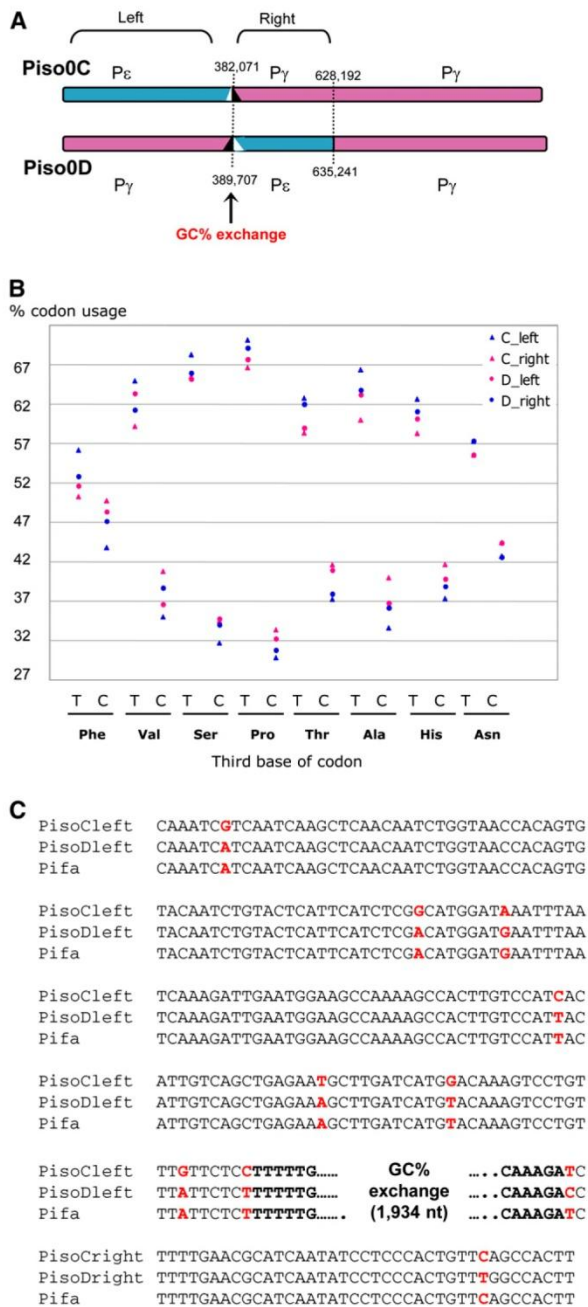 A
Left Right
Piso0C Pε 382,071 Pγ 628,192 Pγ
Piso0D
Pγ 389,707 Pε 635,241 Pγ
GC% exchange
B
% codon usage
C_left
C_right
D_left
D_right
67
62
57
52
47
42
37
32
27
T C T C T C T C T C T C T C T C
Phe Val Ser Pro Thr Ala His Asn
Third base of codon
C
PisoCleft CAAATCGTCAATCAAGCTCAACAATCTGGTAACCACAGTG
PisoDleft CAAATCATCAATCAAGCTCAACAATCTGGTAACCACAGTG
Pifa CAAATCATCAATCAAGCTCAACAATCTGGTAACCACAGTG
PisoCleft TACAATCTGTACTCATTCATCTCGGCATGGATAAATTTAA
PisoDleft TACAATCTGTACTCATTCATCTCGACATGGATGAATTTAA
Pifa TACAATCTGTACTCATTCATCTCGACATGGATGAATTTAA
PisoCleft TCAAAGATTGAATGGAAGCCAAAAGCCACTTGTCCATCAC
PisoDleft TCAAAGATTGAATGGAAGCCAAAAGCCACTTGTCCATTAC
Pifa TCAAAGATTGAATGGAAGCCAAAAGCCACTTGTCCATTAC
PisoCleft ATTGTCAGCTGAGAATGCTTGATCATGGACAAAGTCCTGT
PisoDleft ATTGTCAGCTGAGAAAGCTTGATCATGTACAAAGTCCTGT
Pifa ATTGTCAGCTGAGAAAGCTTGATCATGTACAAAGTCCTGT
PisoCleft TTGTTCTCCTTTTTG…… GC% …..CAAAGATC
PisoDleft TTATTCTCTTTTTTG…… exchange …..CAAAGACC
Pifa TTATTCTCTTTTTTG……. (1,934 nt) …..CAAAGATC
PisoCright TTTTGAACGCATCAATATCCTCCCACTGTTCAGCCACTT
PisoDright TTTTGAACGCATCAATATCCTCCCACTGTTTGGCCACTT
Pifa TTTTGAACGCATCAATATCCTCCCACTGTTCAGCCACTT